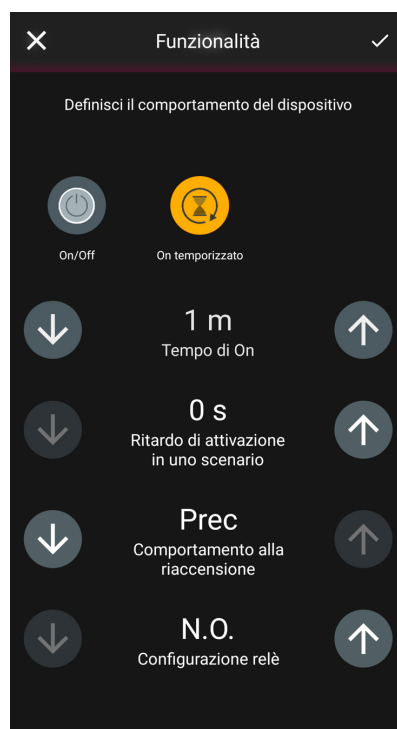 Funzionalità
Definisci il comportamento del dispositivo
On/Off
On temporizzato
1 m
Tempo di On
0 s
Ritardo di attivazione
in uno scenario
Prec
Comportamento alla
riaccensione
N.O.
Configurazione relè